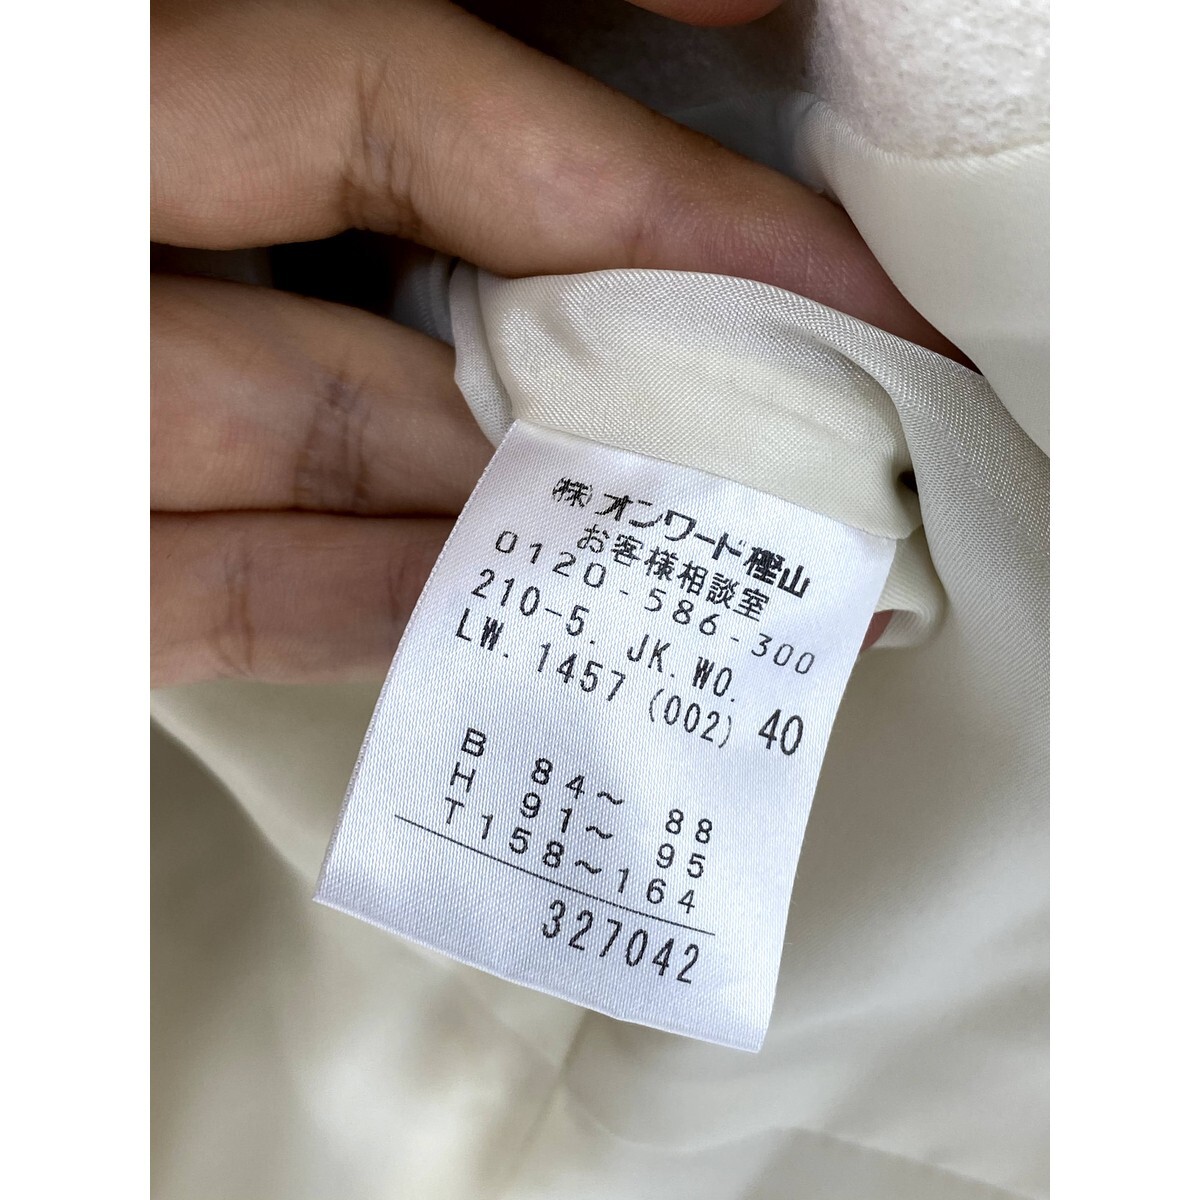 (株)オンワード樫山
お客様相談室
0120-586-300
210-5. JK.WO.
LW. 1457 (002) 40
B 84～ 88
H 91～ 95
T158～164
327042